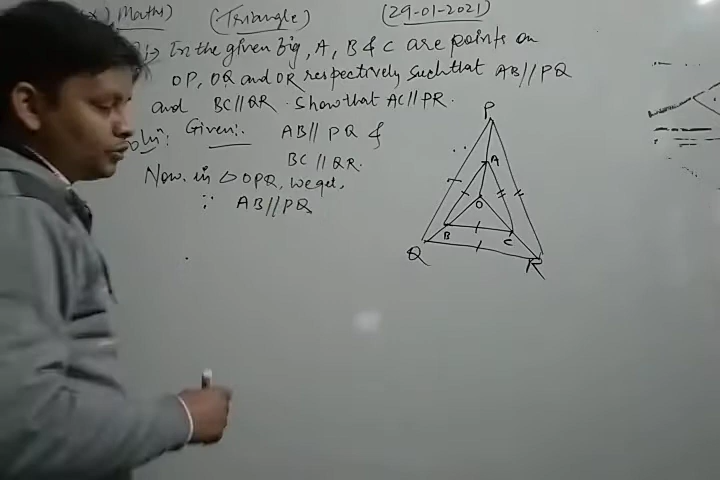 Maths) (Triangle) (29-01-2021)
In the given fig, A, B & C are points on
OP, OQ and OR respectively such that AB//PQ
and BC//QR. Show that AC//PR.
Soln: Given:. AB// PQ &
BC // QR.
Now in △OPQ, we get,
∵ AB//PQ
P
A
O
B
C
Q
R